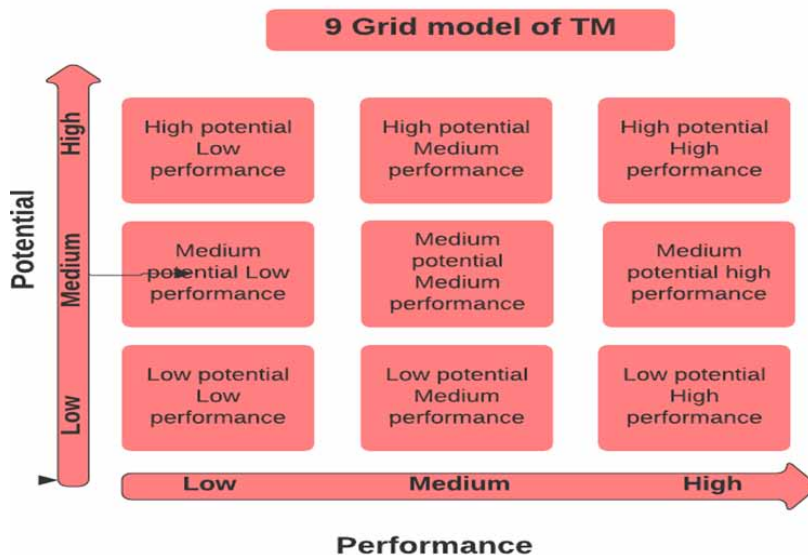 9 Grid model of TM
High
High potential
Low
performance
High potential
Medium
performance
High potential
High
performance
Potential
Medium
Medium
potential Low
performance
Medium
potential
Medium
performance
Medium
potential high
performance
Low
Low potential
Low
performance
Low potential
Medium
performance
Low potential
High
performance
Low
Medium
High
Performance